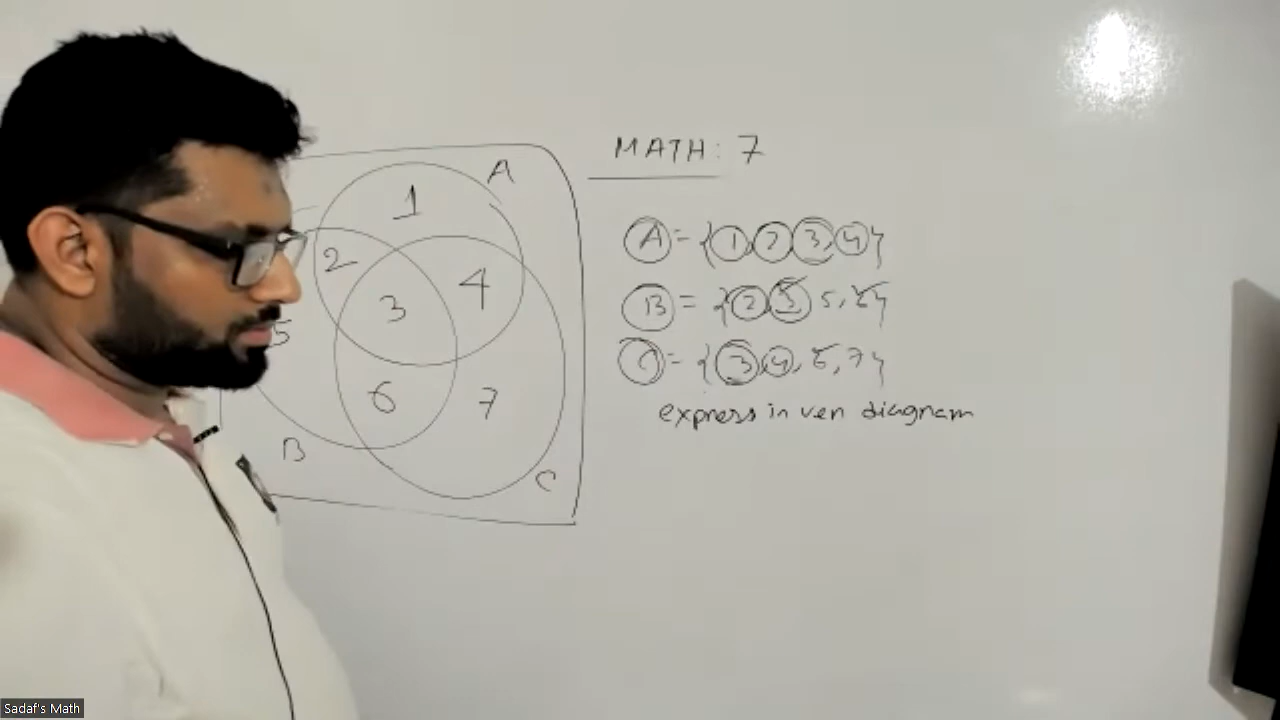 MATH: 7
A
1
2
3
4
5
6
7
B
C
A = {1, 2, 3, 4}
B = {2, 3, 5, 6}
C = {3, 4, 6, 7}
express in ven diagram
Sadaf's Math